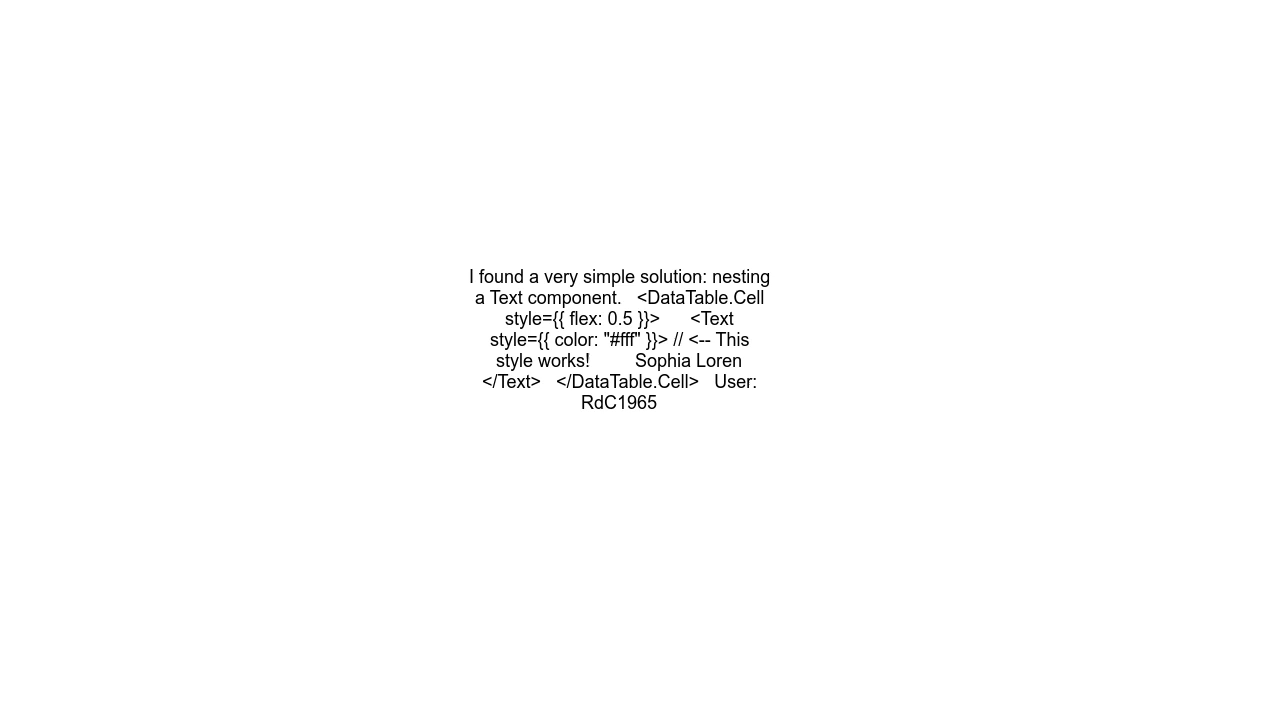 I found a very simple solution: nesting
a Text component.   <DataTable.Cell
style={{ flex: 0.5 }}>      <Text
style={{ color: "#fff" }}> // <-- This
style works!         Sophia Loren
</Text>   </DataTable.Cell>   User:
RdC1965